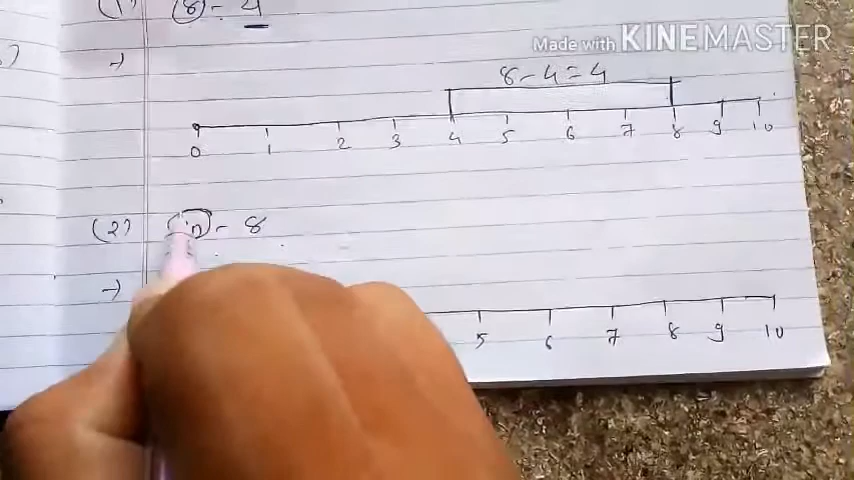 Made with KINEMASTER
(1) 8 - 4
→ 8 - 4 = 4
0 1 2 3 4 5 6 7 8 9 10
(2) 10 - 8
→
5 6 7 8 9 10